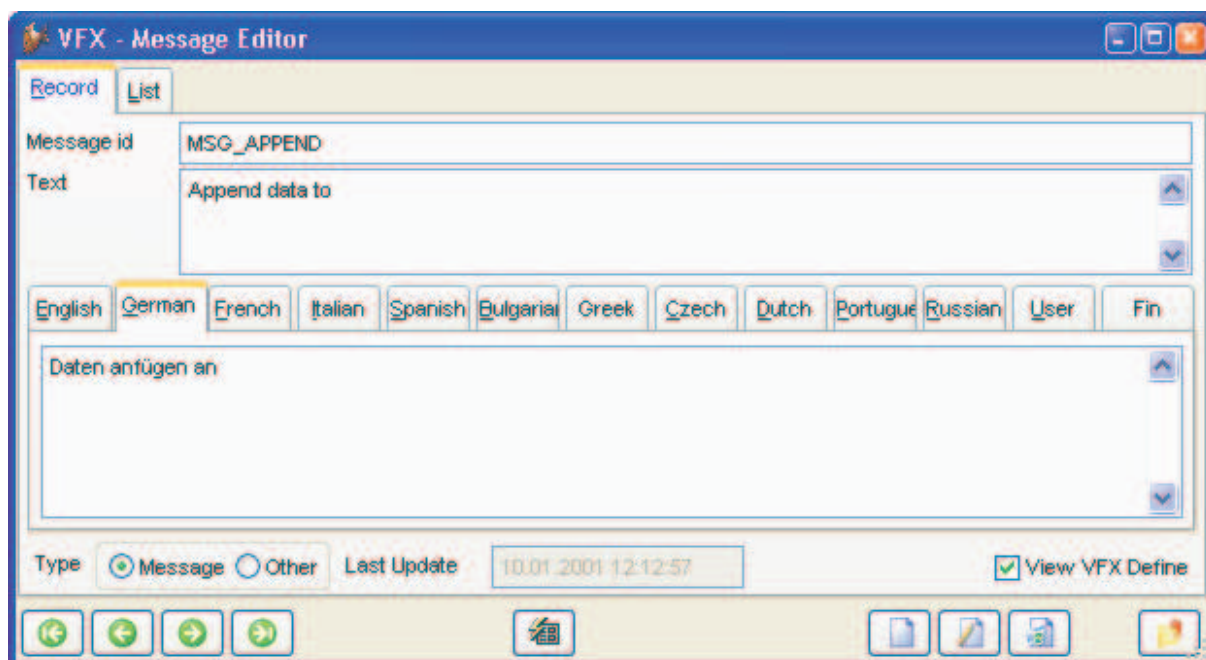 VFX - Message Editor
Record List
Message id MSG_APPEND
Text Append data to
English German French Italian Spanish Bulgarian Greek Czech Dutch Portugue Russian User Fin
Daten anfügen an
Type Message Other Last Update 10.01.2001 12:12:57 View VFX Define